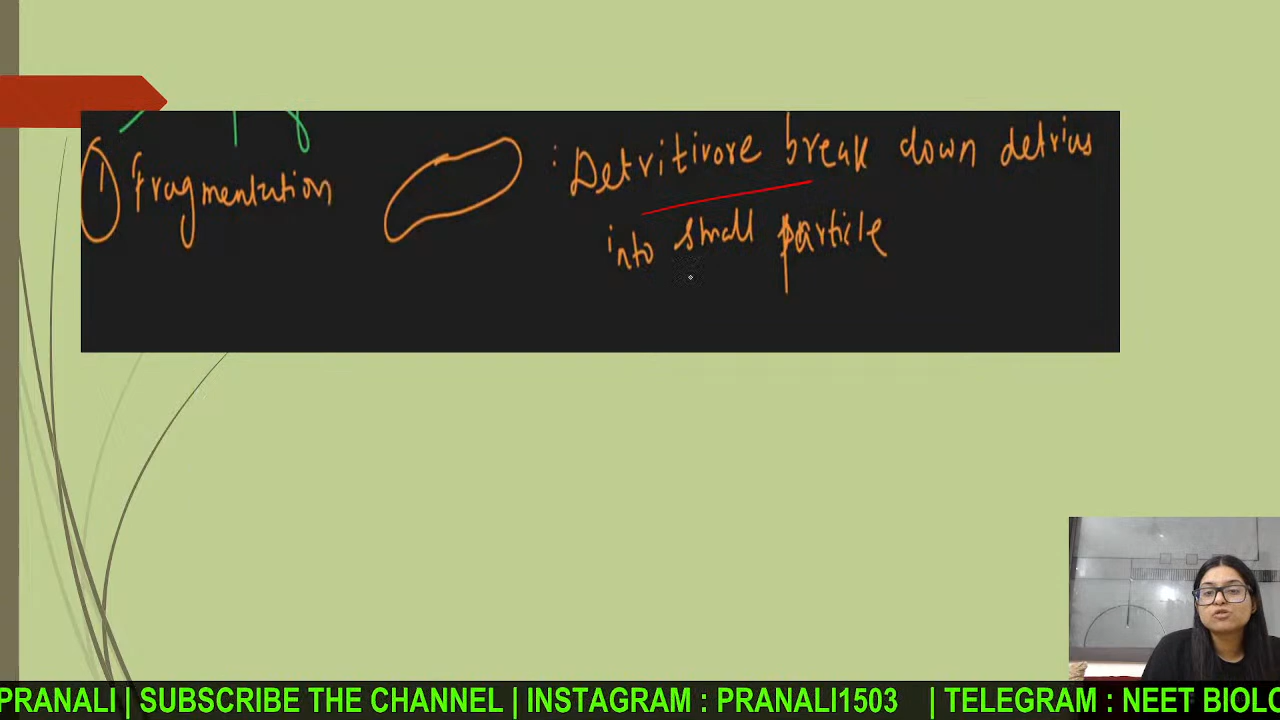 ① Fragmentation : Detritivore break down detrius
into small particle
PRANALI | SUBSCRIBE THE CHANNEL | INSTAGRAM : PRANALI1503 | TELEGRAM : NEET BIOLO